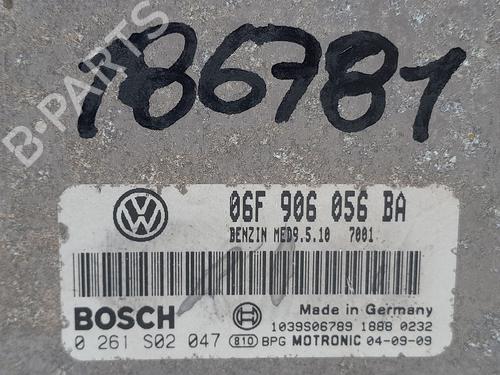 186781
B-PARTS
06F 906 056 BA
BENZIN MED9.5.10 7001
BOSCH
Made in Germany
1039S06789 1888 0232
0 261 S02 047 810 BPG MOTRONIC 04-09-09